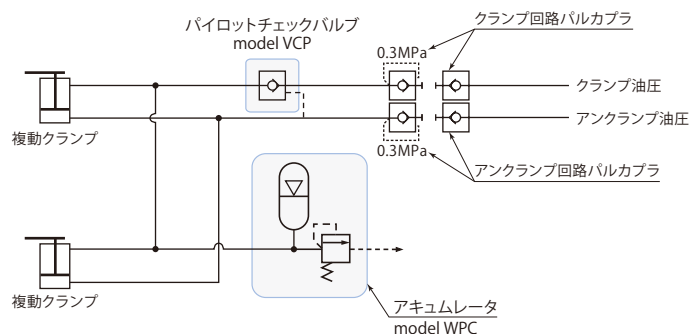 パイロットチェックバルブ
model VCP
クランプ回路パルカプラ
0.3MPa
クランプ油圧
アンクランプ油圧
複動クランプ
0.3MPa
アンクランプ回路パルカプラ
複動クランプ
アキュムレータ
model WPC